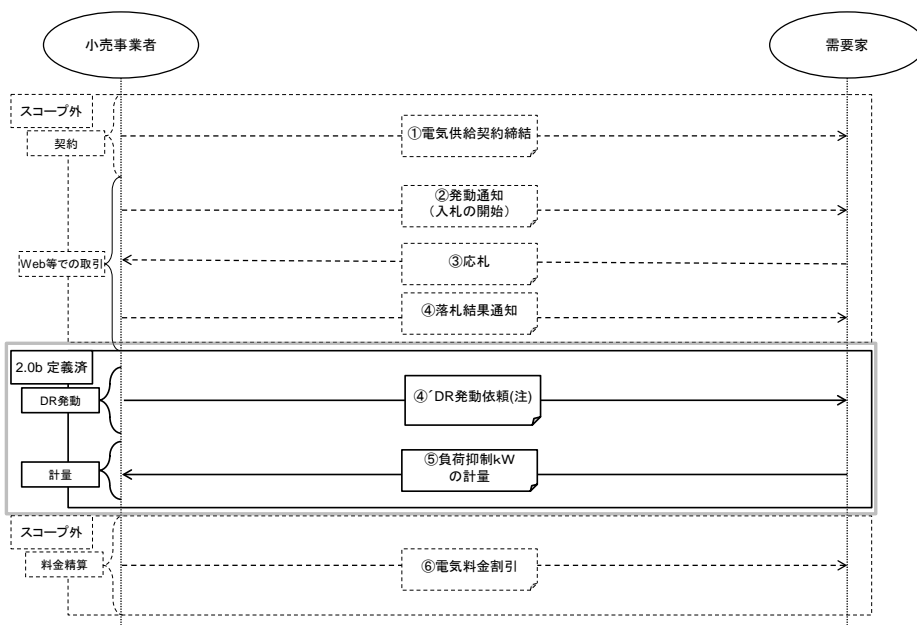 小売事業者
需要家
スコープ外
契約
①電気供給契約締結
②発動通知
（入札の開始）
Web等での取引
③応札
④落札結果通知
2.0b 定義済
DR発動
④´DR発動依頼(注)
計量
⑤負荷抑制kW
の計量
スコープ外
料金精算
⑥電気料金割引